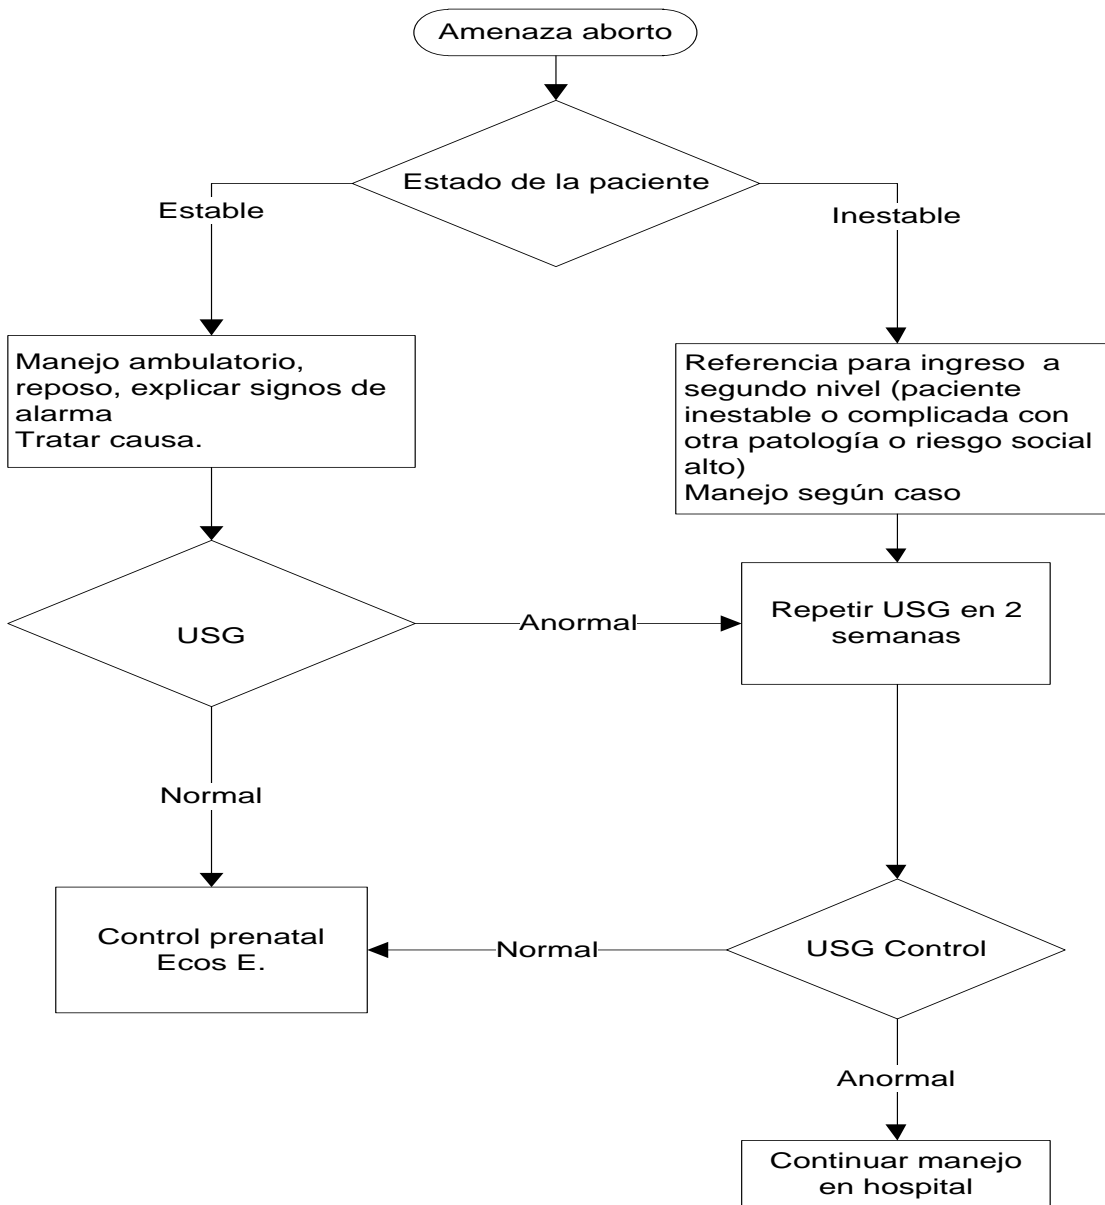 Amenaza aborto
Estado de la paciente
Estable
Inestable
Manejo ambulatorio,
reposo, explicar signos de
alarma
Tratar causa.
Referencia para ingreso a
segundo nivel (paciente
inestable o complicada con
otra patología o riesgo social
alto)
Manejo según caso
USG
Anormal
Repetir USG en 2
semanas
Normal
Control prenatal
Ecos E.
Normal
USG Control
Anormal
Continuar manejo
en hospital